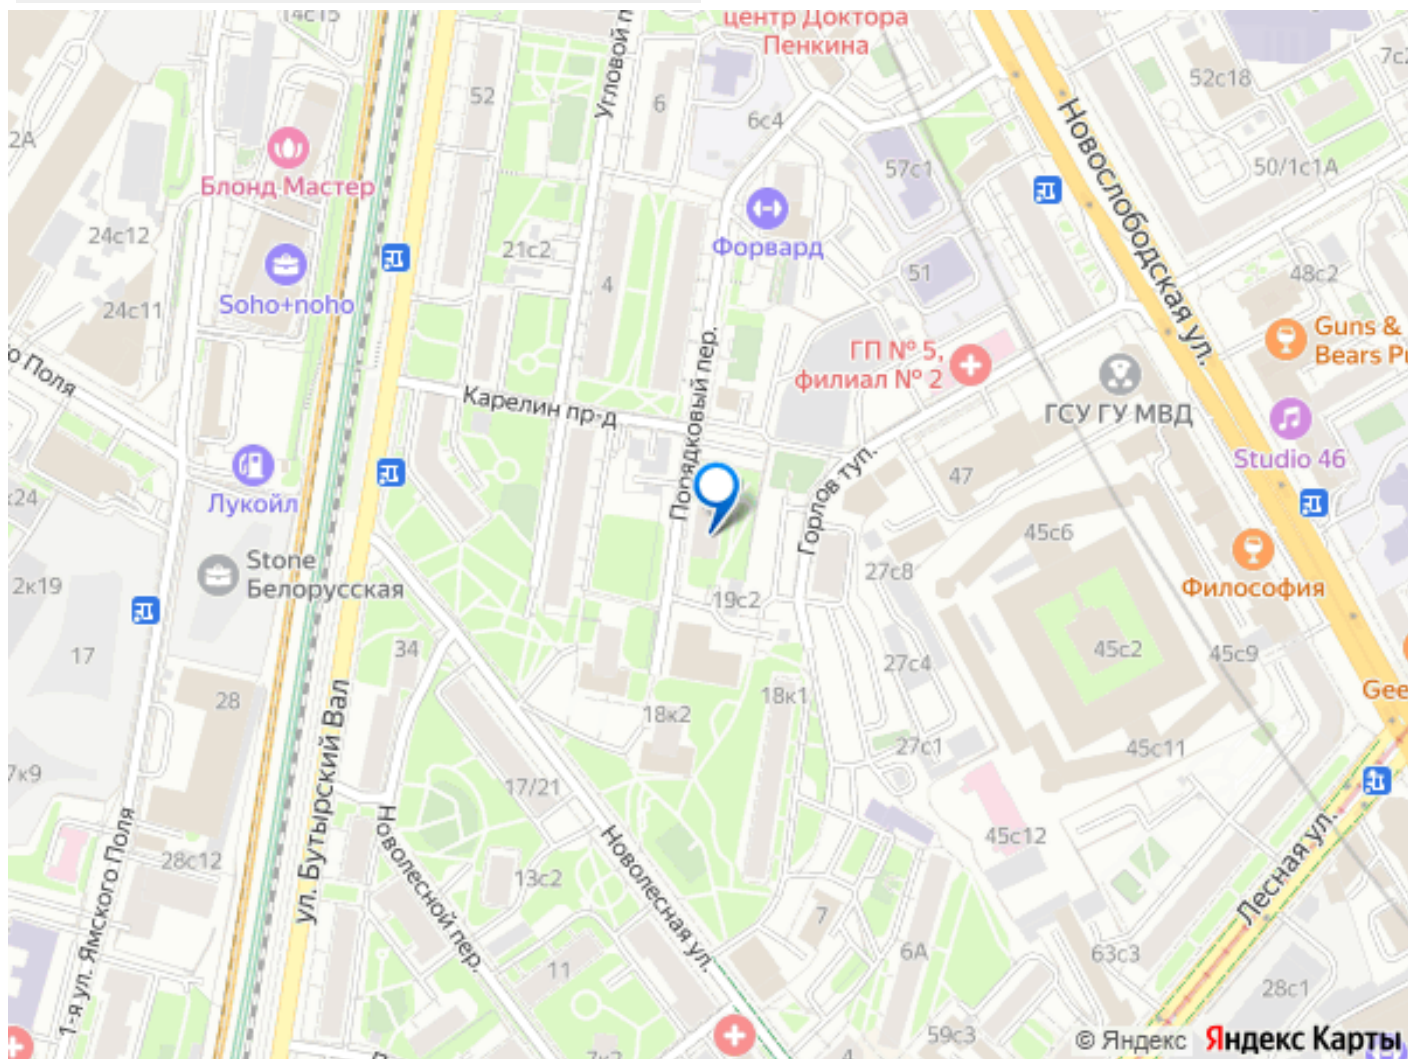 14с15
центр Доктора
Пенкина
Угловой п
52
6
6с4
57с1
52с18
7с2
2А
Блонд Мастер
Новослободская ул.
50/1с1А
24с12
21с2
Форвард
51
Soho+noho
4
48с2
24с11
Guns &
Bears P
о Поля
Карелин пр-д
Порядковый пер.
ГП № 5,
филиал № 2
ГСУ ГУ МВД
Studio 46
Лукойл
с24
Горлов туп.
47
45с6
Stone
Белорусская
2к19
19с2
27с8
Философия
17
34
28
27с4
45с2
45с9
Gee
18к1
18к2
ул. Бутырский Вал
27с1
45с11
7к9
17/21
45с12
Лесная ул.
28с12
1-я ул. Ямского Поля
Новолесной пер.
13с2
Новолесная ул.
7
11
6А
63с3
28с1
59с3
7к2
4
© Яндекс Яндекс Карты